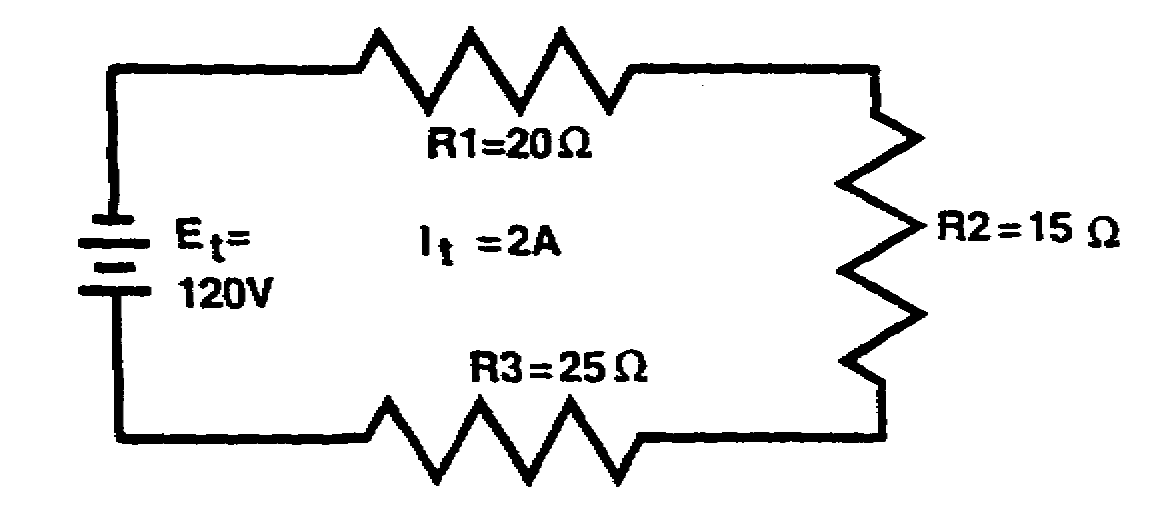 R1=20Ω
Et=
120V
It =2A
R2=15 Ω
R3=25Ω